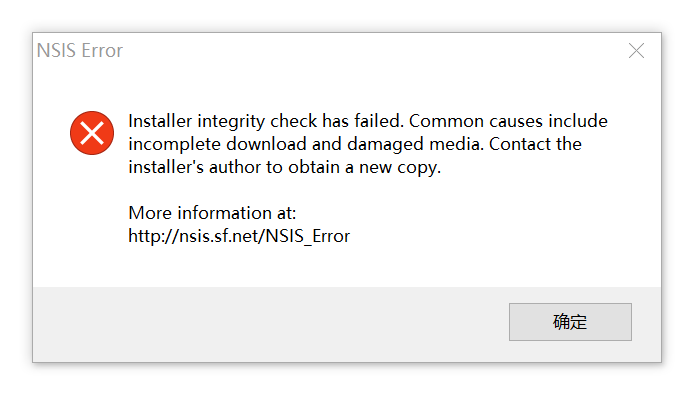 NSIS Error
Installer integrity check has failed. Common causes include
incomplete download and damaged media. Contact the
installer's author to obtain a new copy.
More information at:
http://nsis.sf.net/NSIS_Error
确定